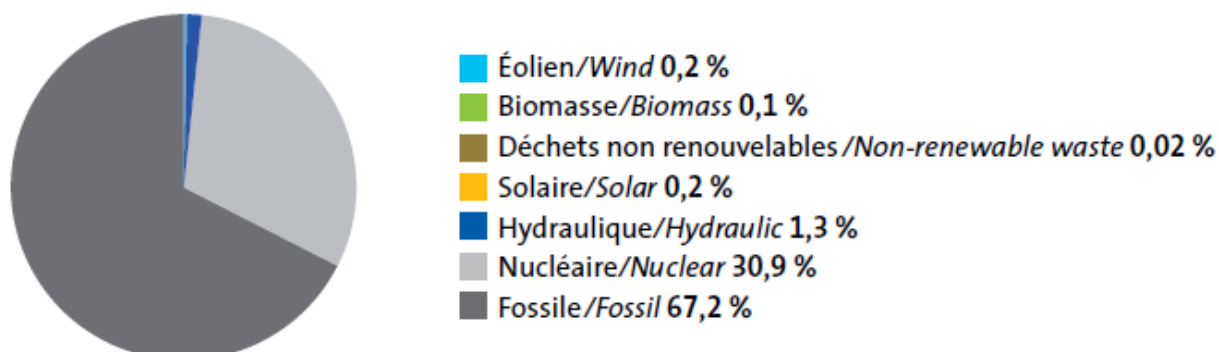 Éolien/Wind 0,2 %
Biomasse/Biomass 0,1 %
Déchets non renouvelables/Non-renewable waste 0,02 %
Solaire/Solar 0,2 %
Hydraulique/Hydraulic 1,3 %
Nucléaire/Nuclear 30,9 %
Fossile/Fossil 67,2 %